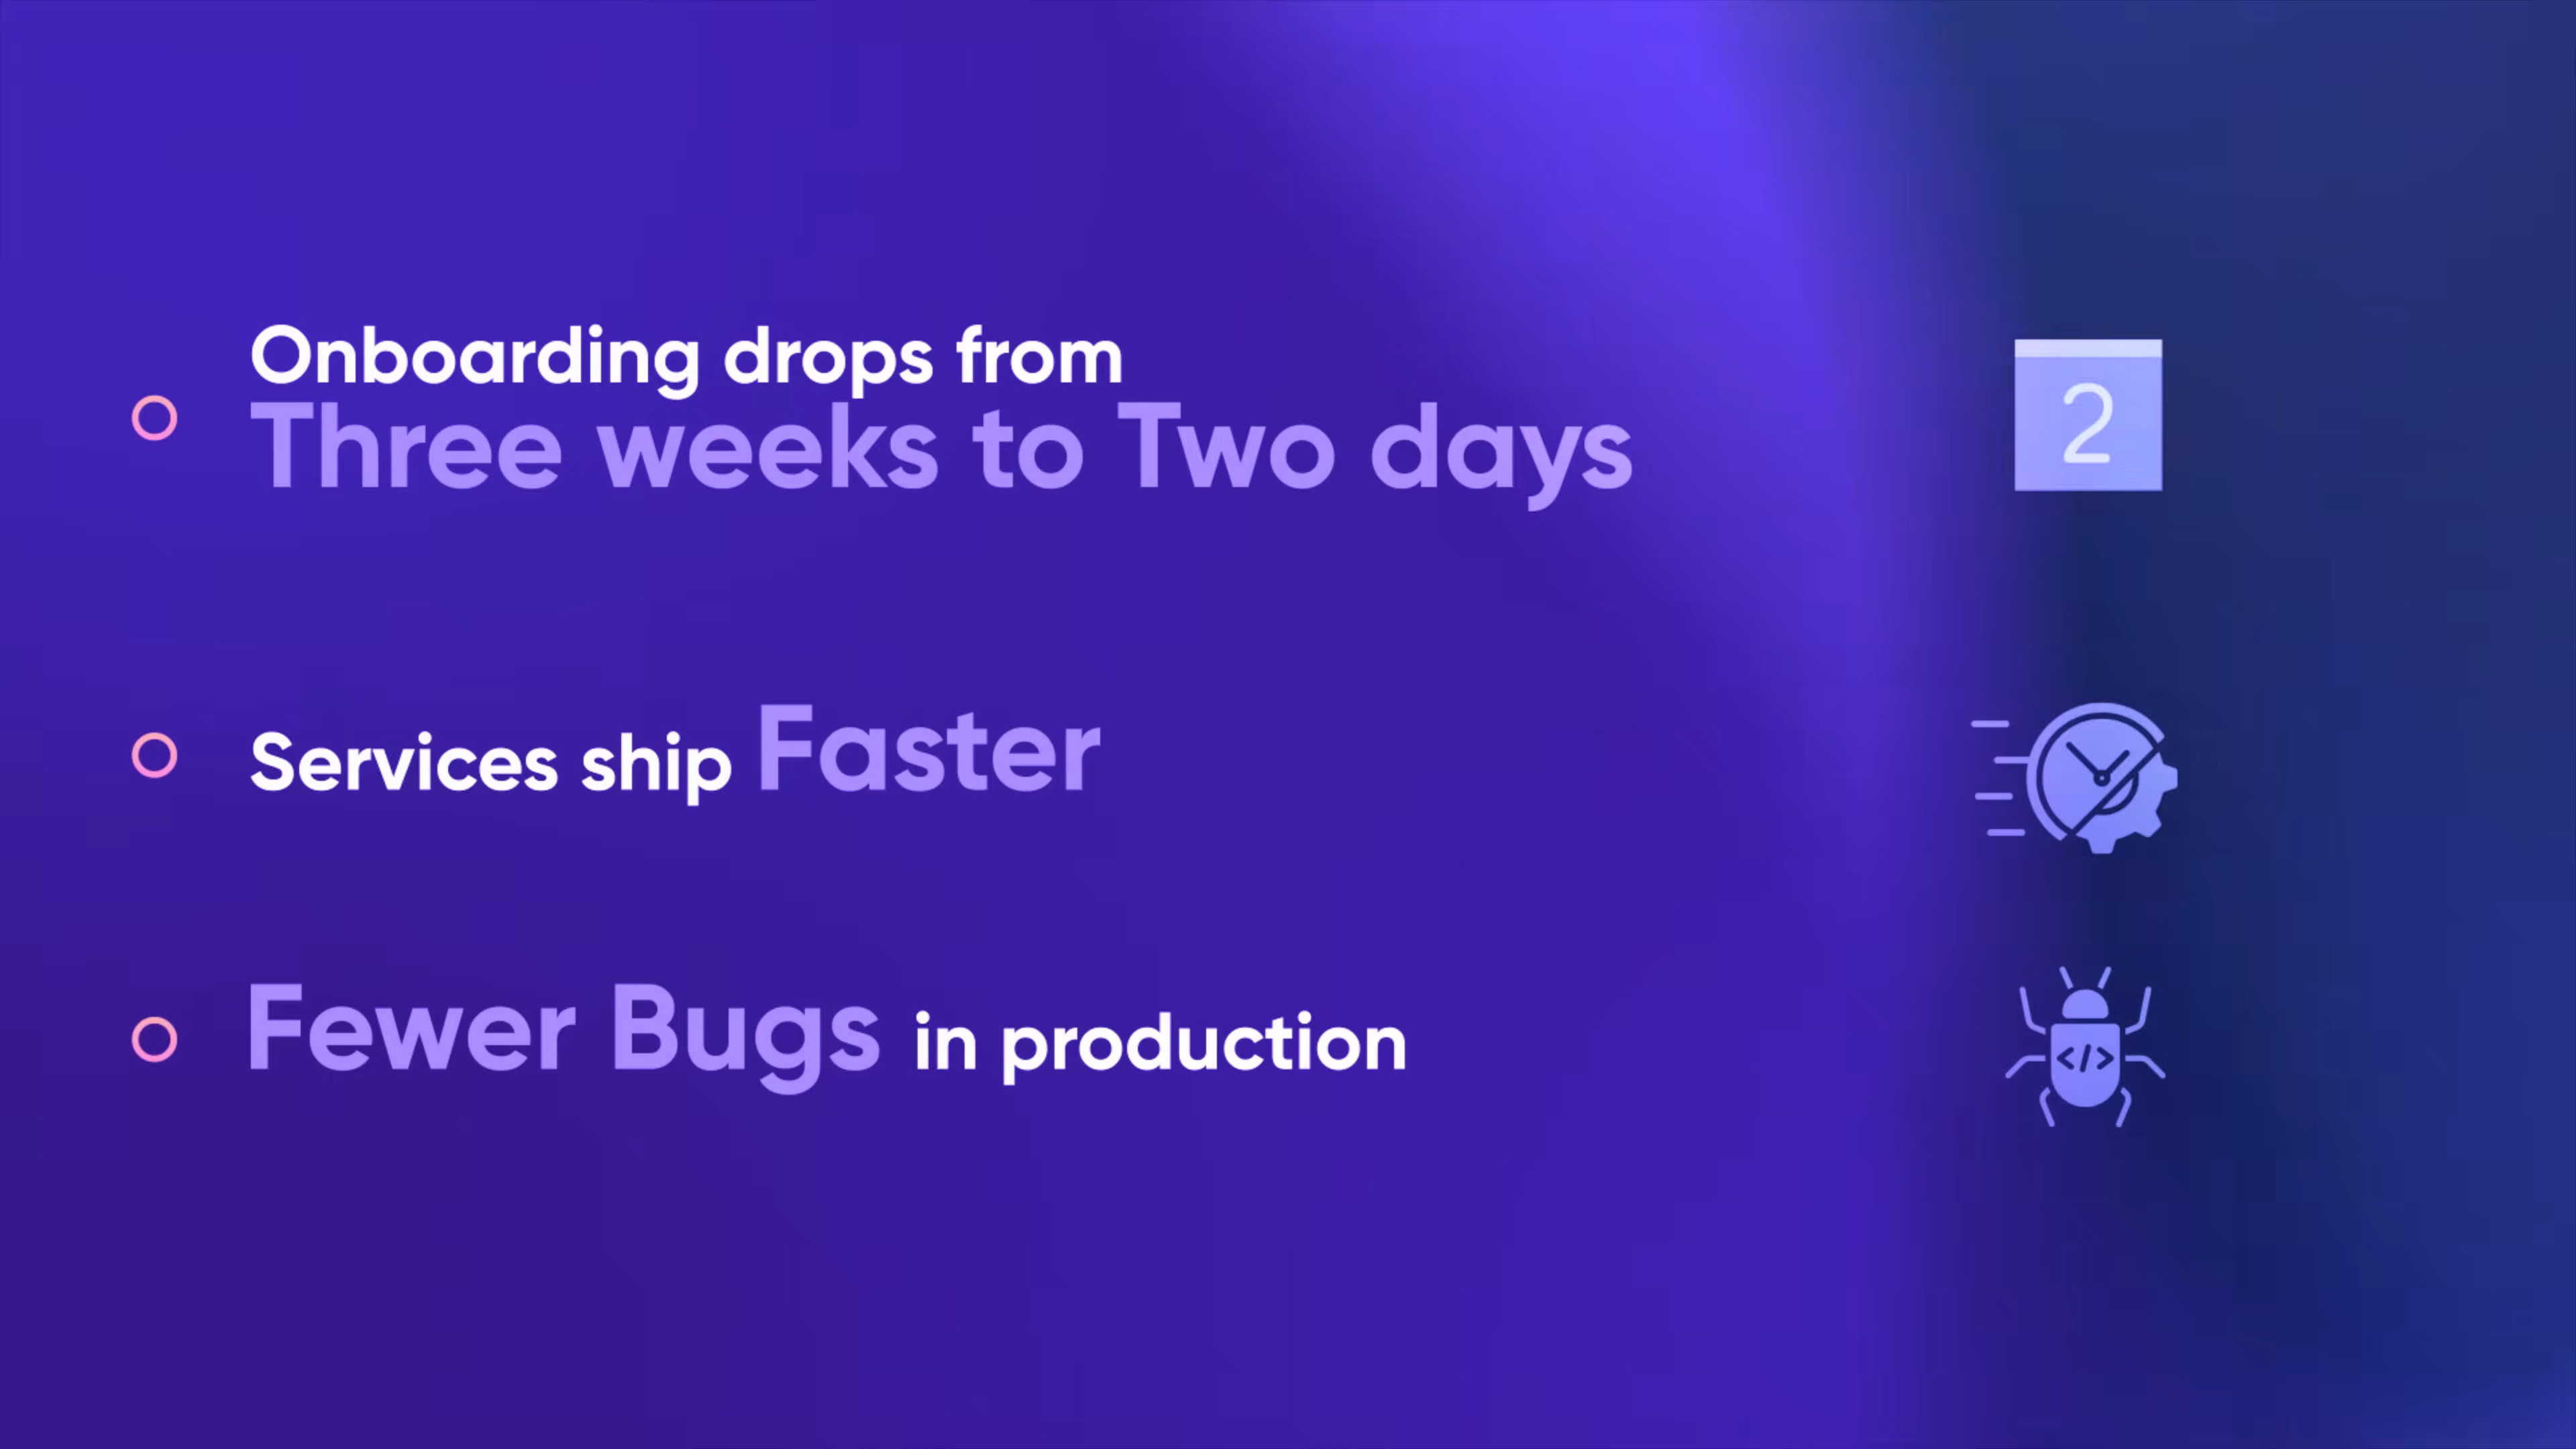 Onboarding drops from
Three weeks to Two days
2
Services ship Faster
Fewer Bugs in production
</>